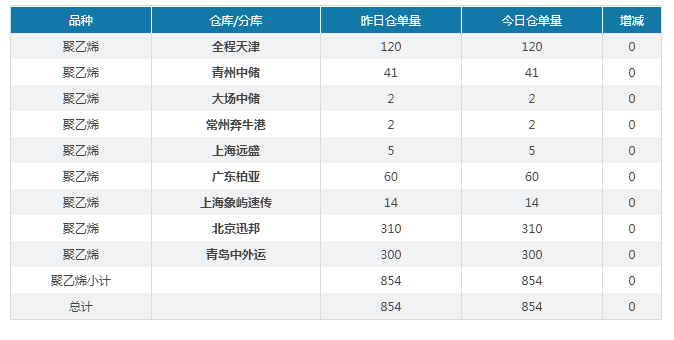 品种 仓库/分库 昨日仓单量 今日仓单量 增减
聚乙烯 全程天津 120 120 0
聚乙烯 青州中储 41 41 0
聚乙烯 大场中储 2 2 0
聚乙烯 常州奔牛港 2 2 0
聚乙烯 上海远盛 5 5 0
聚乙烯 广东柏亚 60 60 0
聚乙烯 上海象屿速传 14 14 0
聚乙烯 北京迅邦 310 310 0
聚乙烯 青岛中外运 300 300 0
聚乙烯小计 854 854 0
总计 854 854 0